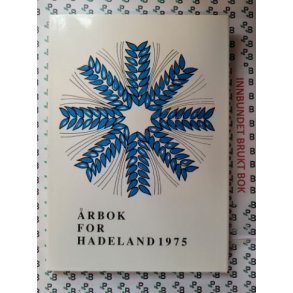 ÅRBOK
FOR
HADELAND 1975
INNBUNDET BRUKT BOK